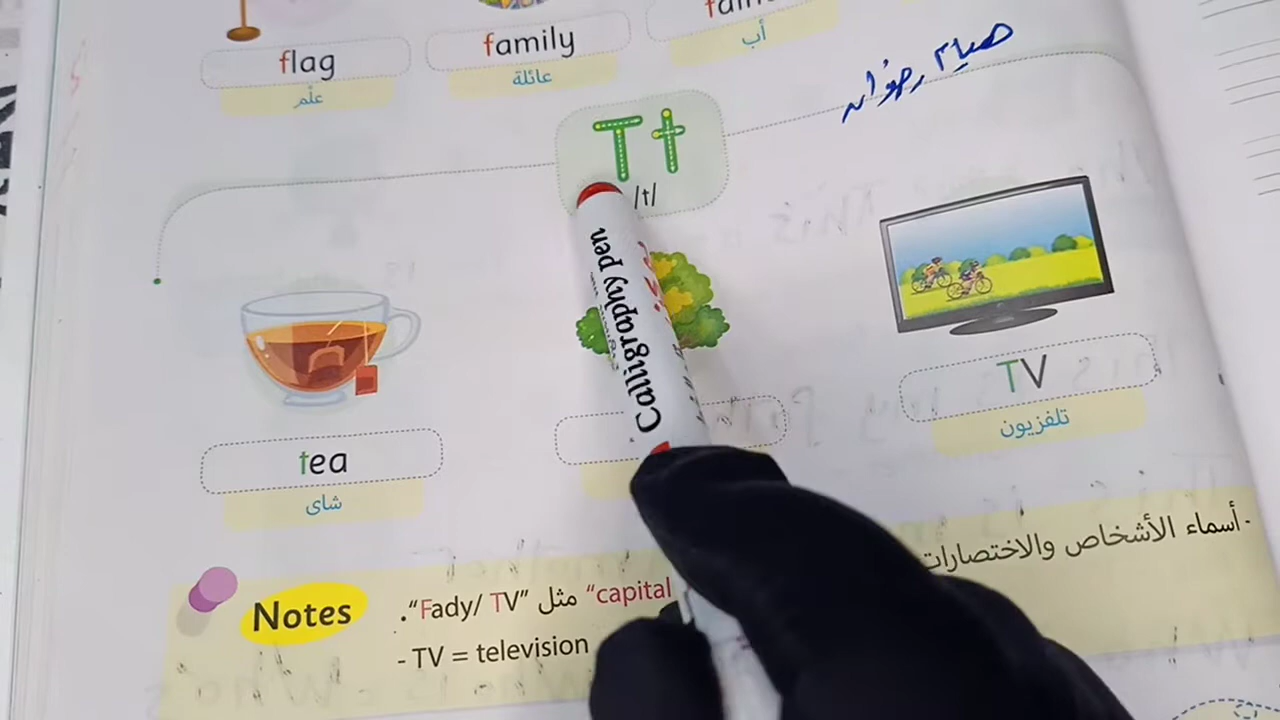 flag
علم
family
عائلة
أب
صيام رمضان
Tt
/t/
Calligraphy pen
tea
شاى
TV
تلفزيون
Notes
- أسماء الأشخاص والاختصارات
capital" مثل "Fady/ TV".
- TV = television